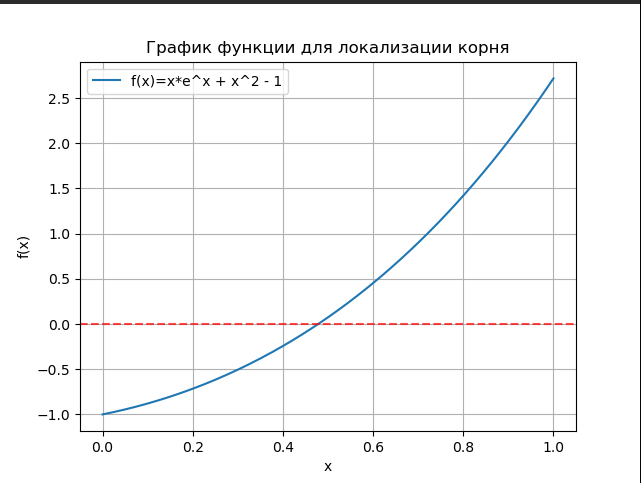 График функции для локализации корня
f(x)=x*e^x + x^2 - 1
2.5
2.0
1.5
1.0
0.5
0.0
−0.5
−1.0
f(x)
0.0 0.2 0.4 0.6 0.8 1.0
x